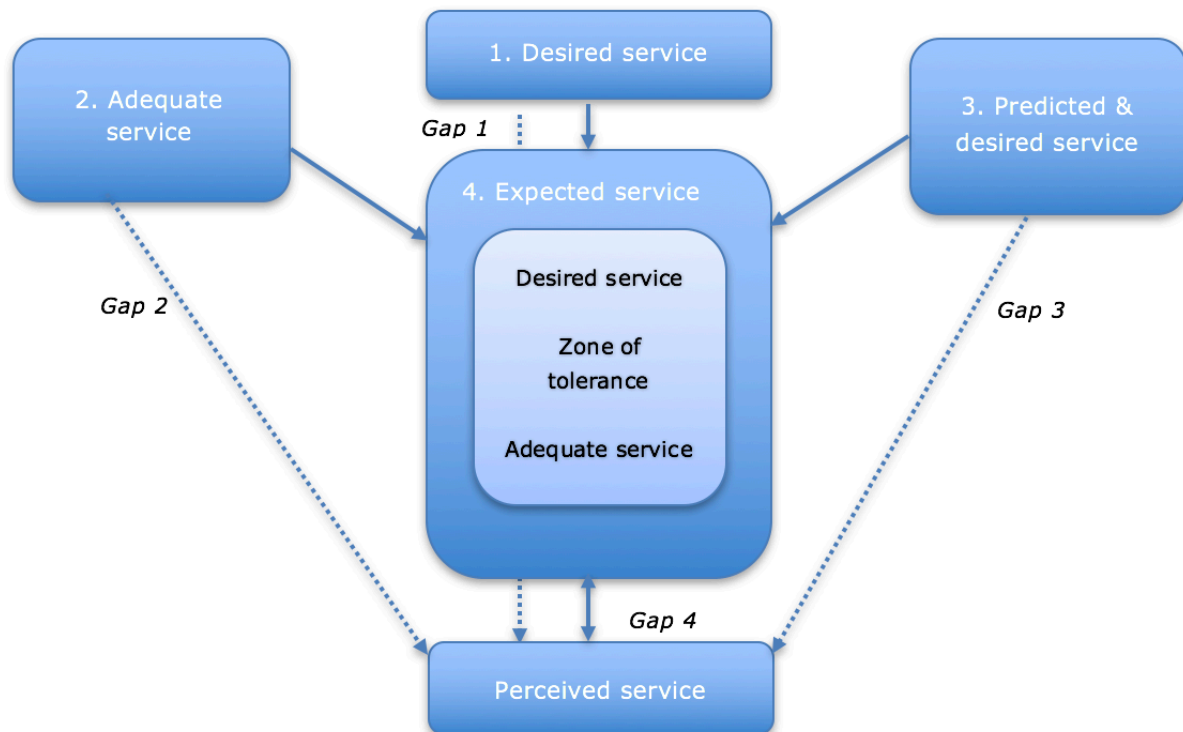 1. Desired service
2. Adequate
service
3. Predicted &
desired service
Gap 1
4. Expected service
Desired service
Zone of
tolerance
Adequate service
Gap 2
Gap 3
Gap 4
Perceived service